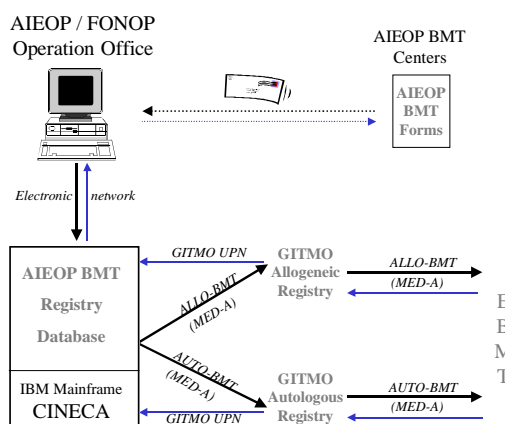 AIEOP / FONOP
Operation Office
AIEOP BMT
Centers
AIEOP
BMT
Forms
Electronic
network
AIEOP BMT
Registry
Database
IBM Mainframe
CINECA
GITMO UPN
ALLO-BMT
(MED-A)
AUTO-BMT
(MED-A)
GITMO UPN
GITMO
Allogeneic
Registry
GITMO
Autologous
Registry
ALLO-BMT
(MED-A)
AUTO-BMT
(MED-A)
E
B
M
T